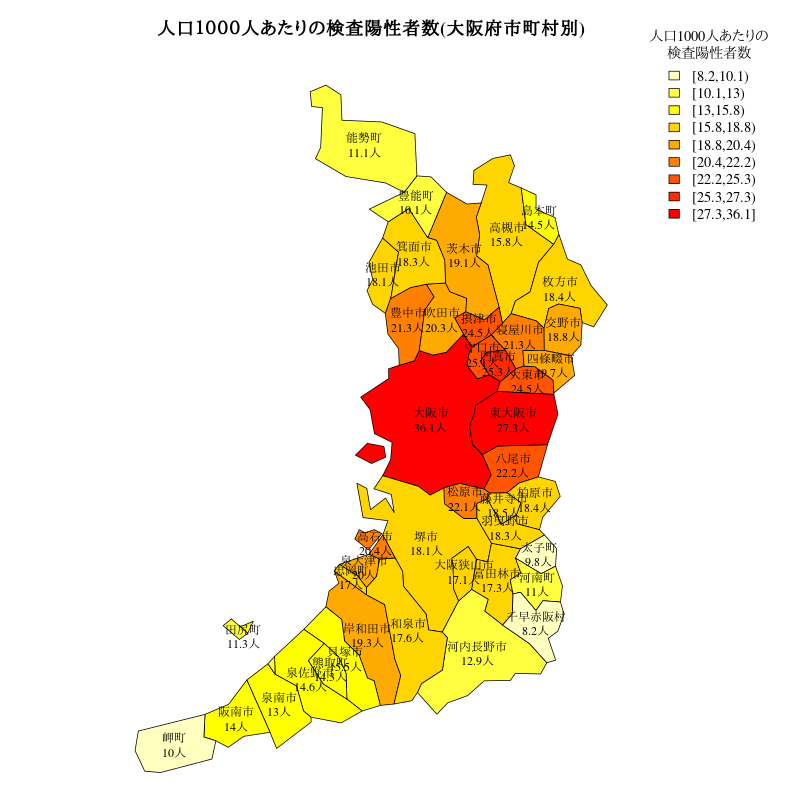 人口1000人あたりの検査陽性者数(大阪府市町村別)
人口1000人あたりの
検査陽性者数
[8.2,10.1)
[10.1,13)
[13,15.8)
[15.8,18.8)
[18.8,20.4)
[20.4,22.2)
[22.2,25.3)
[25.3,27.3)
[27.3,36.1]
能勢町
11.1人
豊能町
10.1人
島本町
14.5人
高槻市
15.8人
茨木市
19.1人
箕面市
18.3人
池田市
18.1人
枚方市
18.4人
豊中市
21.3人
吹田市
20.3人
摂津市
24.5人
寝屋川市
21.3人
交野市
18.8人
守口市
25.1人
門真市
25.3人
四條畷市
19.7人
大東市
24.5人
大阪市
36.1人
東大阪市
27.3人
八尾市
22.2人
松原市
22.1人
藤井寺市
18.5人
柏原市
18.4人
羽曳野市
18.3人
高石市
20.4人
堺市
18.1人
太子町
9.8人
泉大津市
20人
忠岡町
17人
大阪狭山市
17.1人
富田林市
17.3人
河南町
11人
千早赤阪村
8.2人
和泉市
17.6人
岸和田市
19.3人
田尻町
11.3人
河内長野市
12.9人
貝塚市
15.5人
熊取町
14.3人
泉佐野市
14.6人
泉南市
13人
阪南市
14人
岬町
10人